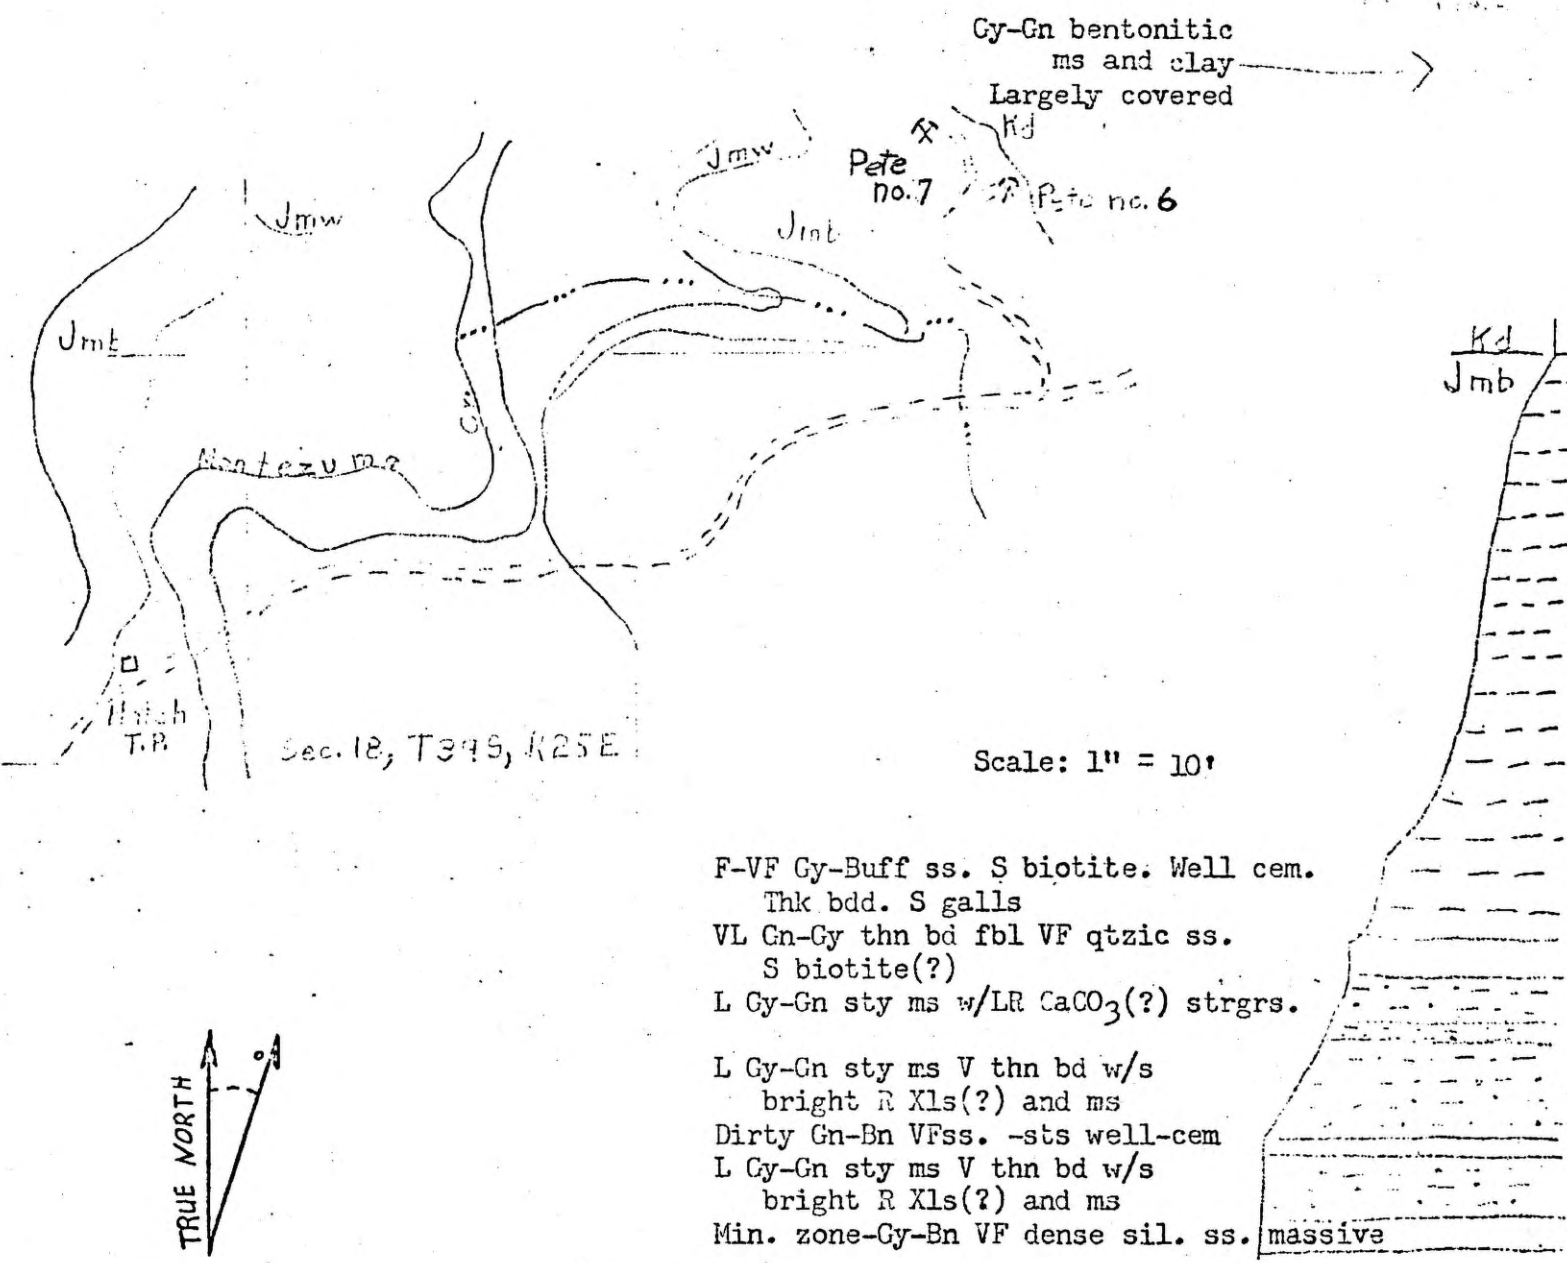 Gy-Gn bentonitic
ms and clay
Largely covered
Kd
Jmw
Pete
no.7
Pete no. 6
Jmw
Jmt
Jmt
Kd
Jmb
Cyn
Montezuma
Hatch
T.P.
Sec. 18, T39S, R25E
Scale: 1" = 10'
F-VF Gy-Buff ss. S biotite. Well cem.
Thk bdd. S galls
VL Gn-Gy thn bd fbl VF qtzic ss.
S biotite(?)
L Gy-Gn sty ms w/LR CaCO3(?) strgrs.
L Gy-Gn sty ms V thn bd w/s
bright R Xls(?) and ms
Dirty Gn-Bn VFss. -sts well-cem
L Gy-Gn sty ms V thn bd w/s
bright R Xls(?) and ms
Min. zone-Gy-Bn VF dense sil. ss. massive
TRUE NORTH